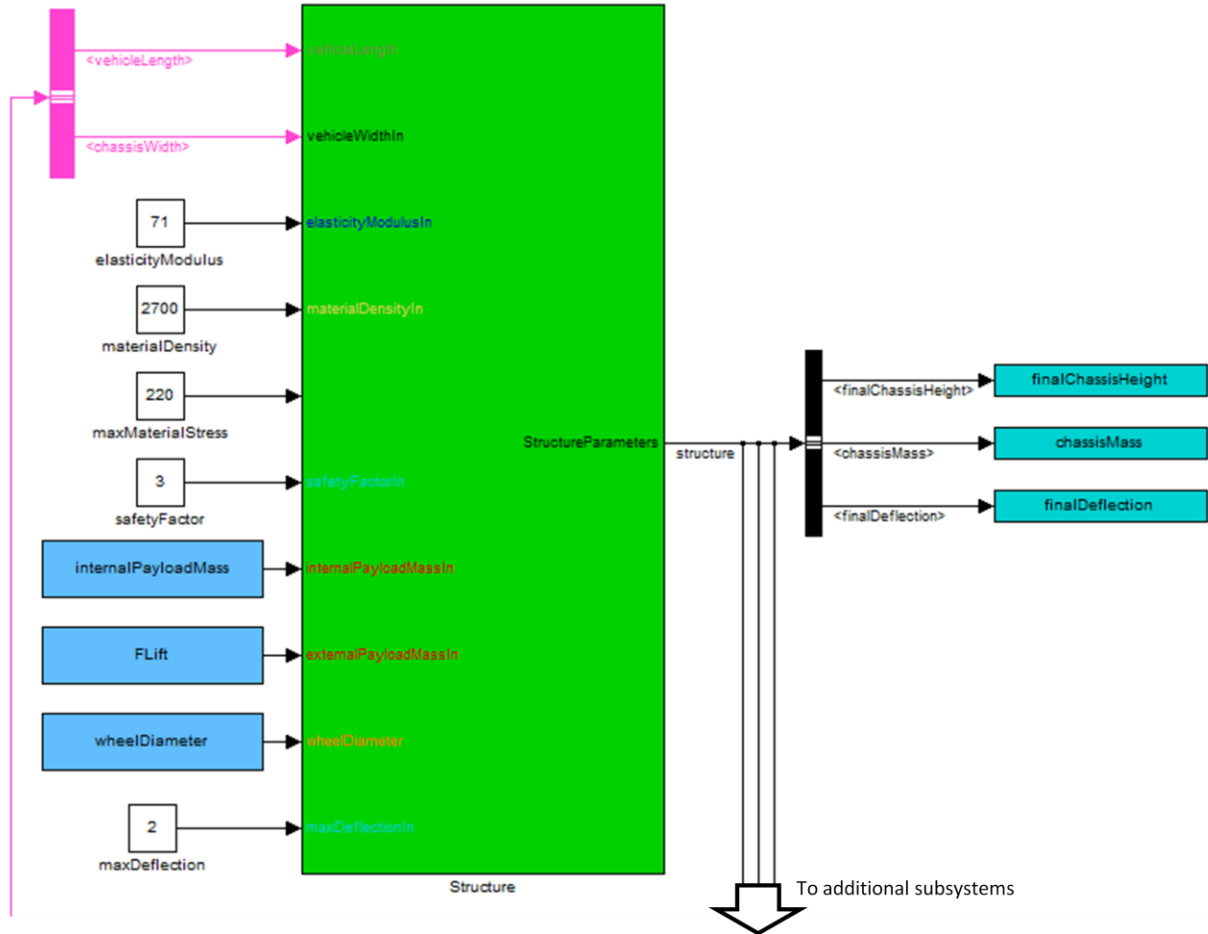 vehicleLength
<vehicleLength>
vehicleWidthIn
<chassisWidth>
71
elasticityModulusIn
elasticityModulus
2700
materialDensityIn
materialDensity
220
maxMaterialStress
3
safetyFactorIn
safetyFactor
internalPayloadMass
internalPayloadMassIn
FLift
externalPayloadMassIn
wheelDiameter
wheelDiameter
2
maxDeflectionIn
maxDeflection
Structure
StructureParameters
structure
finalChassisHeight
<finalChassisHeight>
chassisMass
<chassisMass>
finalDeflection
<finalDeflection>
To additional subsystems